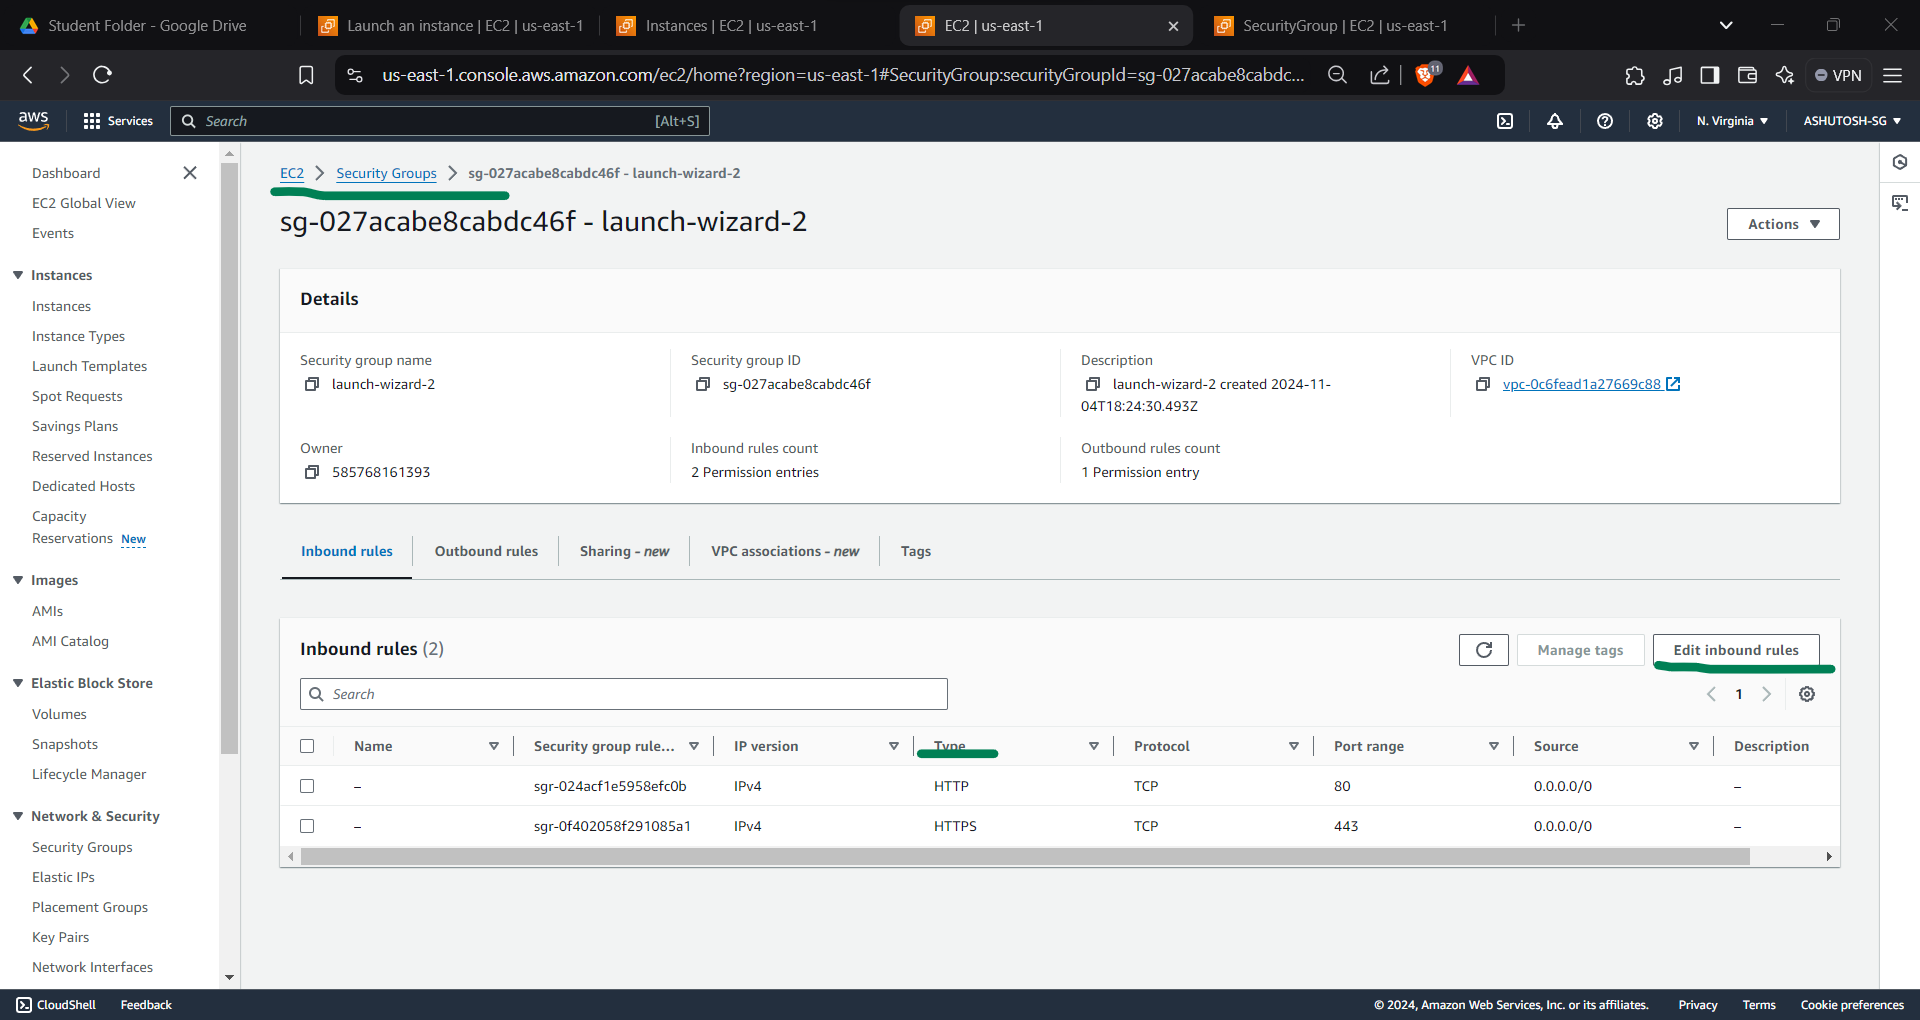 Student Folder - Google Drive
Launch an instance | EC2 | us-east-1
Instances | EC2 | us-east-1
EC2 | us-east-1
SecurityGroup | EC2 | us-east-1
us-east-1.console.aws.amazon.com/ec2/home?region=us-east-1#SecurityGroup:securityGroupId=sg-027acabe8cabdc...
11
VPN
aws
Services
Search
[Alt+S]
N. Virginia
ASHUTOSH-SG
Dashboard
EC2 Global View
Events
Instances
Instances
Instance Types
Launch Templates
Spot Requests
Savings Plans
Reserved Instances
Dedicated Hosts
Capacity
Reservations New
Images
AMIs
AMI Catalog
Elastic Block Store
Volumes
Snapshots
Lifecycle Manager
Network & Security
Security Groups
Elastic IPs
Placement Groups
Key Pairs
Network Interfaces
EC2 > Security Groups > sg-027acabe8cabdc46f - launch-wizard-2
sg-027acabe8cabdc46f - launch-wizard-2
Actions
Details
Security group name
launch-wizard-2
Security group ID
sg-027acabe8cabdc46f
Description
launch-wizard-2 created 2024-11-
04T18:24:30.493Z
VPC ID
vpc-0c6fead1a27669c88
Owner
585768161393
Inbound rules count
2 Permission entries
Outbound rules count
1 Permission entry
Inbound rules
Outbound rules
Sharing - new
VPC associations - new
Tags
Inbound rules (2)
Manage tags
Edit inbound rules
Search
1
Name Security group rule... IP version Type Protocol Port range Source Description
– sgr-024acf1e5958efc0b IPv4 HTTP TCP 80 0.0.0.0/0 –
– sgr-0f402058f291085a1 IPv4 HTTPS TCP 443 0.0.0.0/0 –
CloudShell
Feedback
© 2024, Amazon Web Services, Inc. or its affiliates.
Privacy
Terms
Cookie preferences